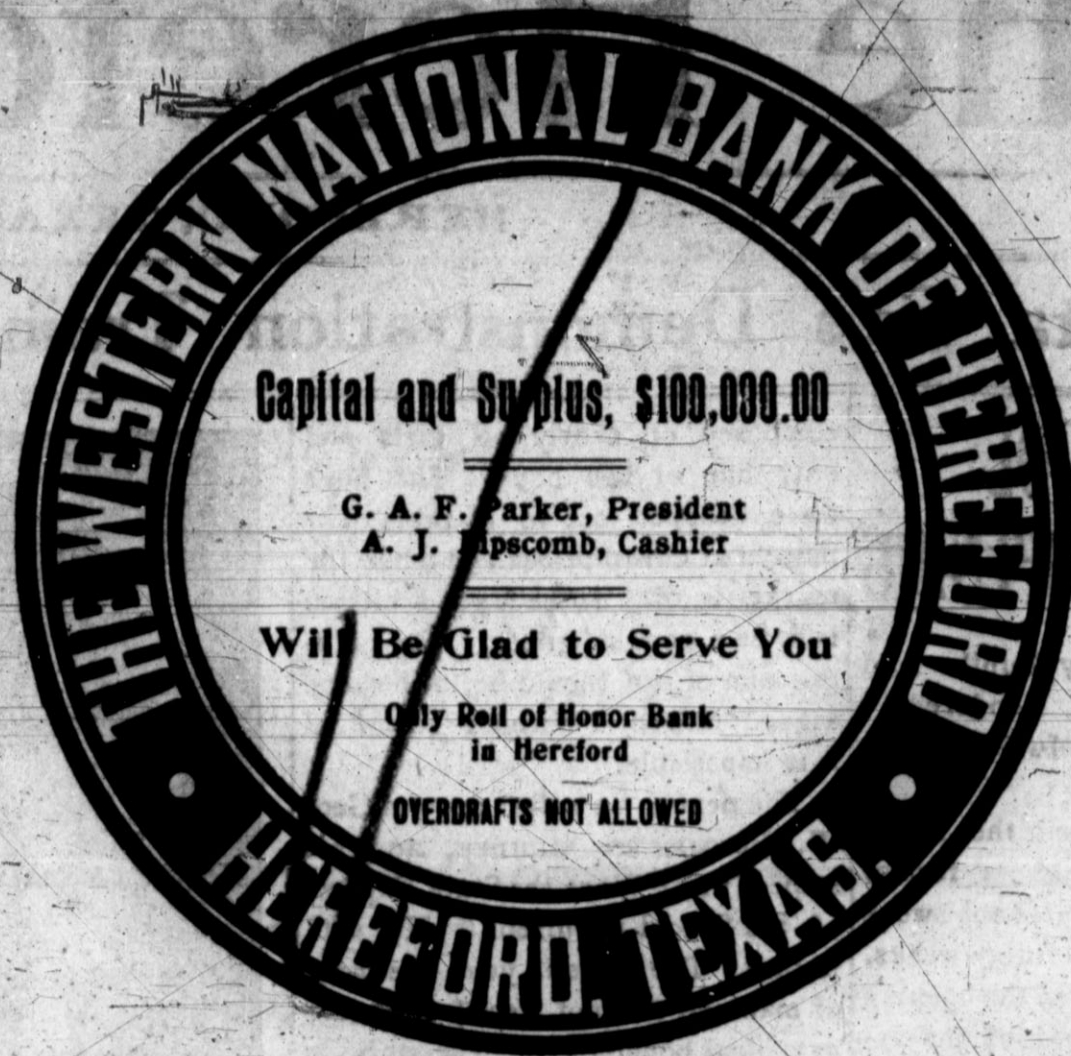 THE WESTERN NATIONAL BANK OF HEREFORD
Capital and Surplus, $100,000.00
G. A. F. Parker, President
A. J. Lipscomb, Cashier
Will Be Glad to Serve You
Only Roll of Honor Bank
in Hereford
OVERDRAFTS NOT ALLOWED
HEREFORD, TEXAS.